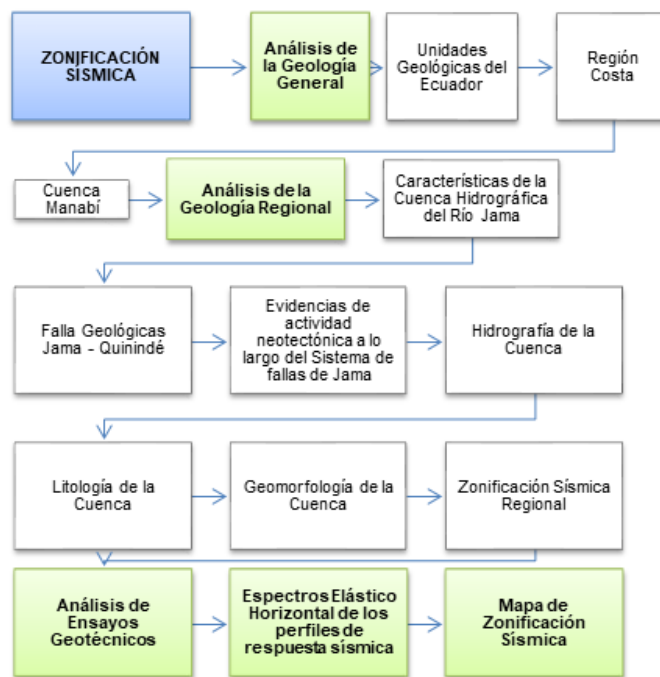 ZONIFICACIÓN
SÍSMICA
Análisis de
la Geología
General
Unidades
Geológicas del
Ecuador
Región
Costa
Cuenca
Manabí
Análisis de la
Geología Regional
Características de la
Cuenca Hidrográfica
del Río Jama
Falla Geológicas
Jama - Quinindé
Evidencias de
actividad
neotectónica a lo
largo del Sistema de
fallas de Jama
Hidrografía de la
Cuenca
Litología de la
Cuenca
Geomorfología de la
Cuenca
Zonificación Sísmica
Regional
Análisis de
Ensayos
Geotécnicos
Espectros Elástico
Horizontal de los
perfiles de
respuesta sísmica
Mapa de
Zonificación
Sísmica